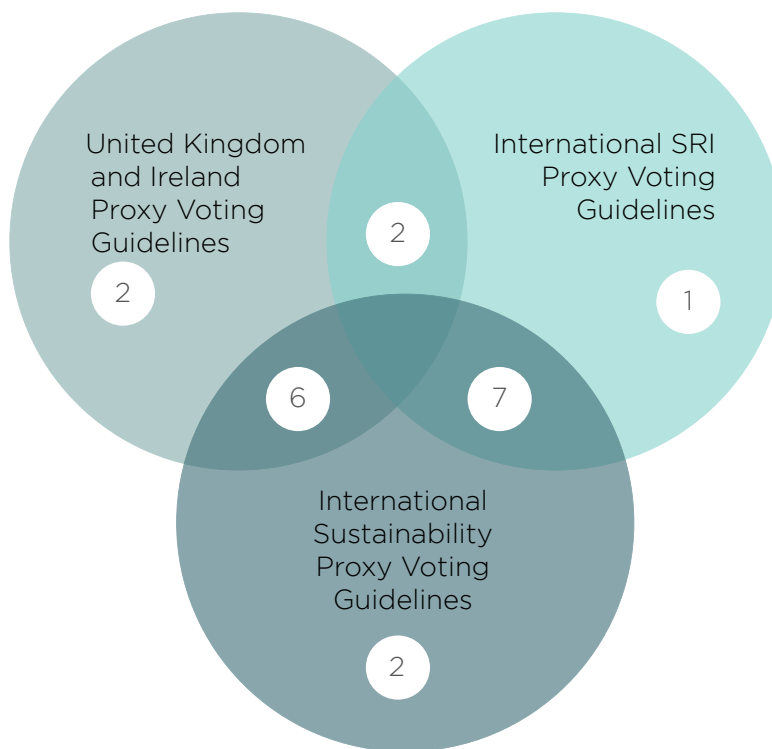 United Kingdom
and Ireland
Proxy Voting
Guidelines
2
International SRI
Proxy Voting
Guidelines
1
2
6
7
International
Sustainability
Proxy Voting
Guidelines
2